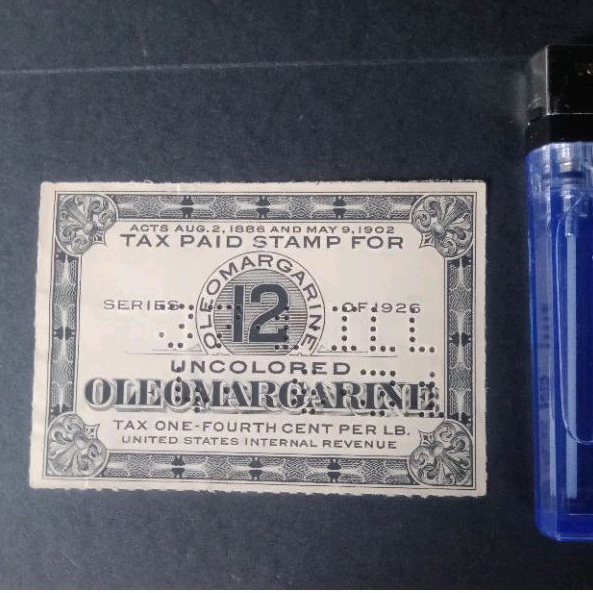 ACTS AUG. 2, 1886 AND MAY 9, 1902
TAX PAID STAMP FOR
OLEOMARGARINE
SERIES 12 OF 1926
UNCOLORED
OLEOMARGARINE
TAX ONE-FOURTH CENT PER LB.
UNITED STATES INTERNAL REVENUE